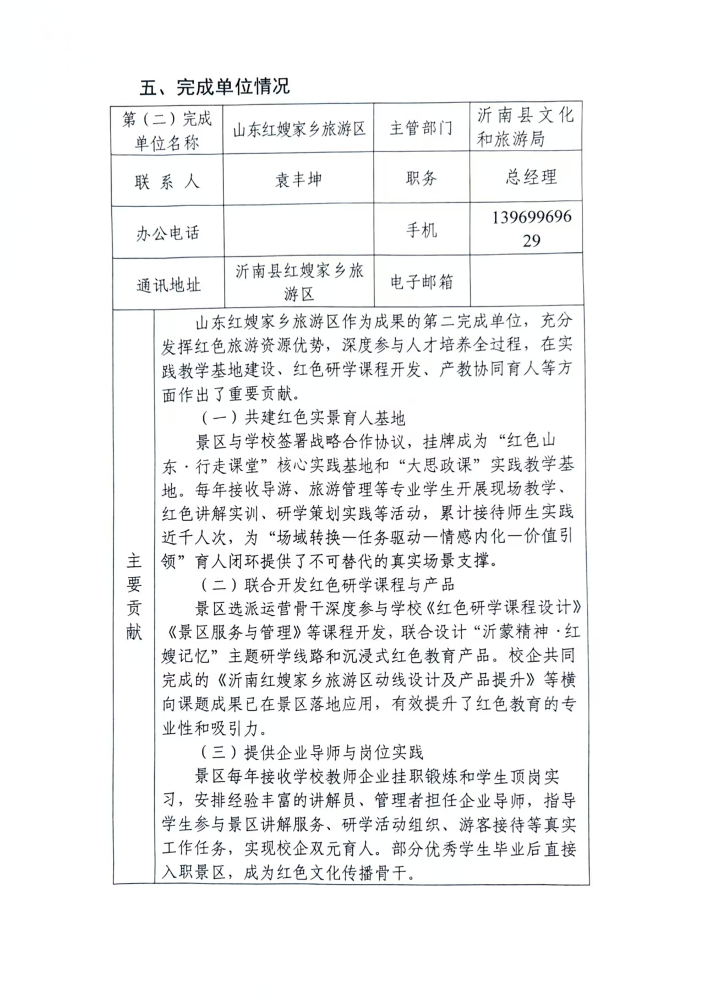 五、完成单位情况
第（二）完成
单位名称
山东红嫂家乡旅游区
主管部门
沂南县文化
和旅游局
联 系 人
袁丰坤
职务
总经理
办公电话
手机
139699696
29
通讯地址
沂南县红嫂家乡旅
游区
电子邮箱
主
要
贡
献
山东红嫂家乡旅游区作为成果的第二完成单位，充分
发挥红色旅游资源优势，深度参与人才培养全过程，在实
践教学基地建设、红色研学课程开发、产教协同育人等方
面作出了重要贡献。
（一）共建红色实景育人基地
景区与学校签署战略合作协议，挂牌成为“红色山
东·行走课堂”核心实践基地和“大思政课”实践教学基
地。每年接收导游、旅游管理等专业学生开展现场教学、
红色讲解实训、研学策划实践等活动，累计接待师生实践
近千人次，为“场域转换—任务驱动—情感内化—价值引
领”育人闭环提供了不可替代的真实场景支撑。
（二）联合开发红色研学课程与产品
景区选派运营骨干深度参与学校《红色研学课程设计》
《景区服务与管理》等课程开发，联合设计“沂蒙精神·红
嫂记忆”主题研学线路和沉浸式红色教育产品。校企共同
完成的《沂南红嫂家乡旅游区动线设计及产品提升》等横
向课题成果已在景区落地应用，有效提升了红色教育的专
业性和吸引力。
（三）提供企业导师与岗位实践
景区每年接收学校教师企业挂职锻炼和学生顶岗实
习，安排经验丰富的讲解员、管理者担任企业导师，指导
学生参与景区讲解服务、研学活动组织、游客接待等真实
工作任务，实现校企双元育人。部分优秀学生毕业后直接
入职景区，成为红色文化传播骨干。